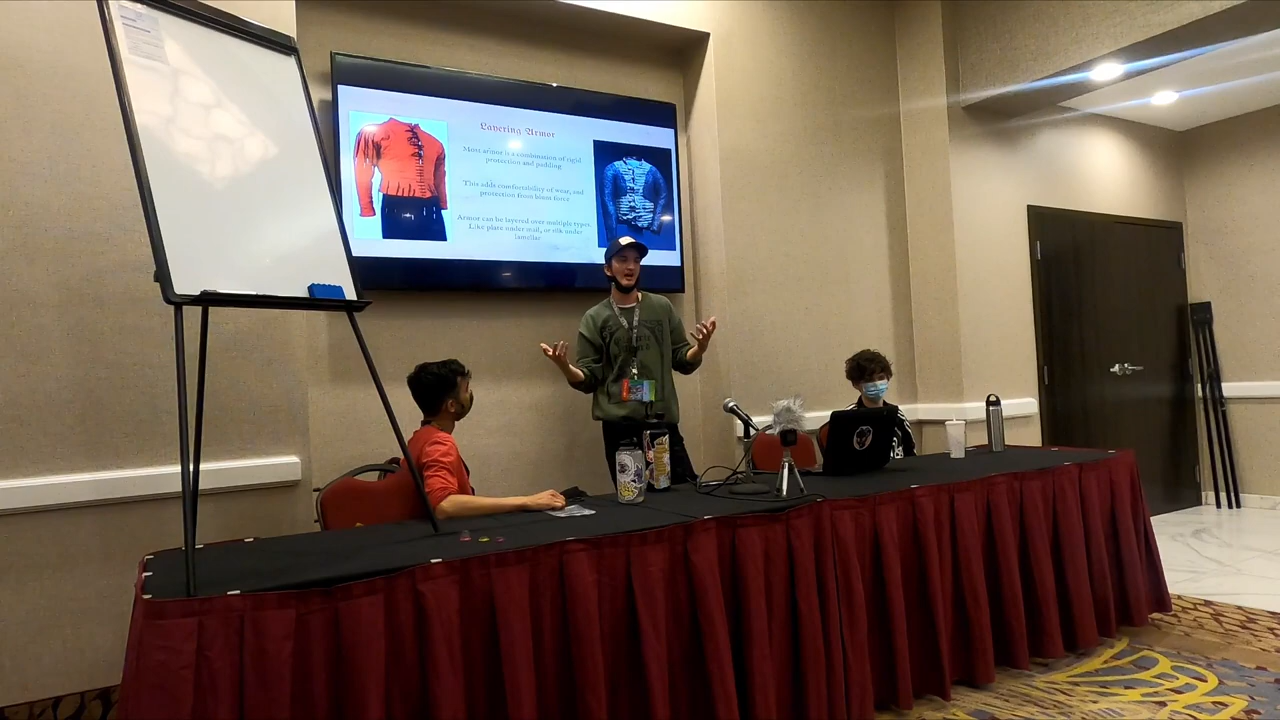 Layering Armor
Most armor is a combination of rigid
protection and padding
This adds comfortability of wear, and
protection from blunt force
Armor can be layered over multiple types.
Like plate under mail, or silk under
lamellar